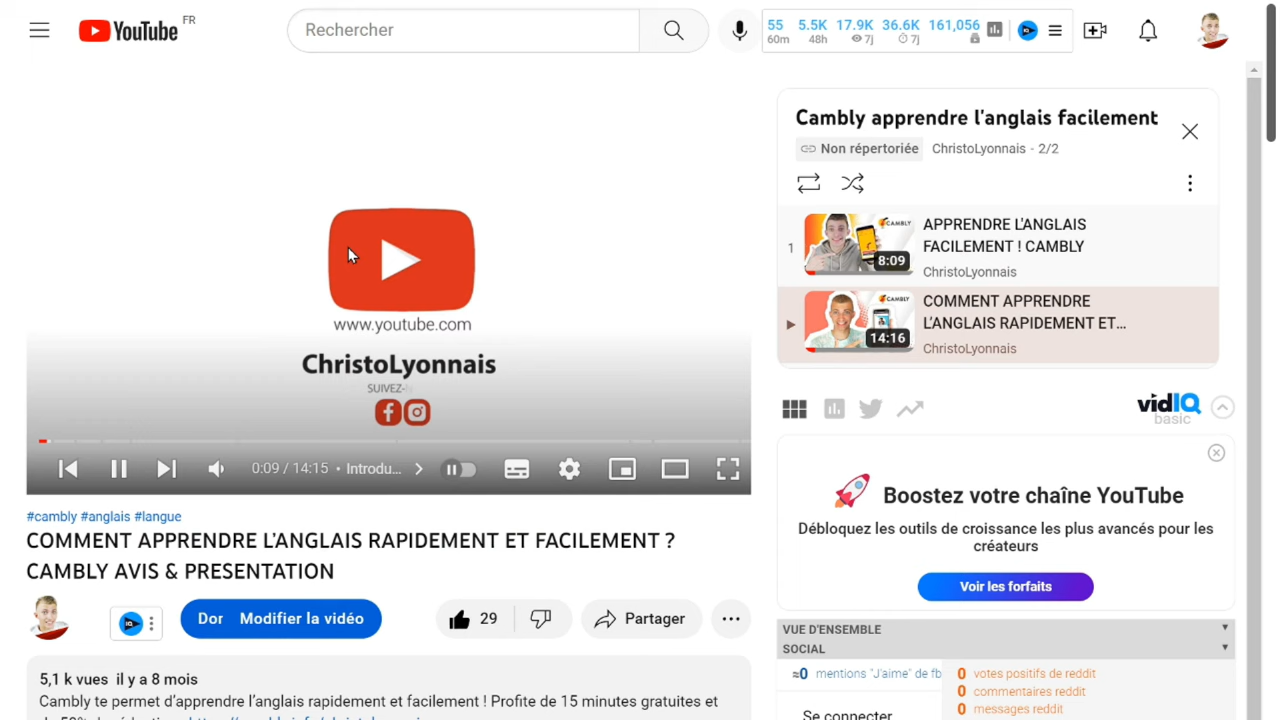 YouTube FR
Rechercher
55 5.5K 17.9K 36.6K 161,056
60m 48h 7j 7j
Cambly apprendre l'anglais facilement
Non répertoriée ChristoLyonnais - 2/2
1
APPRENDRE L'ANGLAIS
FACILEMENT ! CAMBLY
ChristoLyonnais
CAMBLY
8:09
COMMENT APPRENDRE
L'ANGLAIS RAPIDEMENT ET...
ChristoLyonnais
CAMBLY
14:16
www.youtube.com
ChristoLyonnais
SUIVEZ-N
0:09 / 14:15 • Introdu...
#cambly #anglais #langue
COMMENT APPRENDRE L'ANGLAIS RAPIDEMENT ET FACILEMENT ?
CAMBLY AVIS & PRESENTATION
IQ
Dor Modifier la vidéo
29
Partager
5,1 k vues il y a 8 mois
Cambly te permet d'apprendre l'anglais rapidement et facilement ! Profite de 15 minutes gratuites et
vidIQ
basic
Boostez votre chaîne YouTube
Débloquez les outils de croissance les plus avancés pour les
créateurs
Voir les forfaits
VUE D'ENSEMBLE
SOCIAL
≈0 mentions "J'aime" de fb
Se connecter
0 votes positifs de reddit
0 commentaires reddit
0 messages reddit